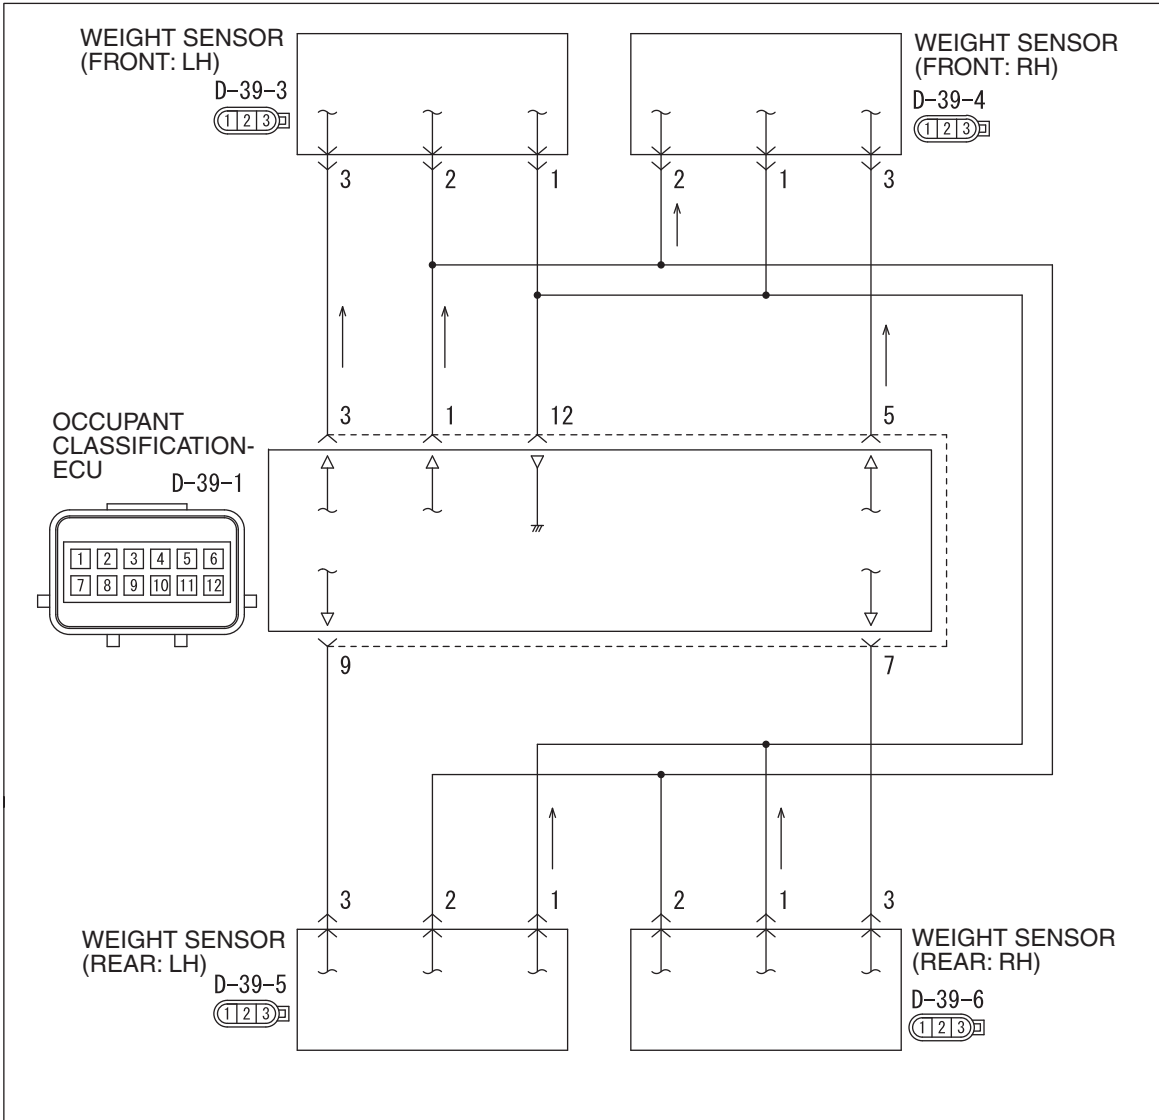 WEIGHT SENSOR
(FRONT: LH)
D-39-3
1 2 3
WEIGHT SENSOR
(FRONT: RH)
D-39-4
1 2 3
3 2 1 2 1 3
3 1 12 5
OCCUPANT
CLASSIFICATION-
ECU
D-39-1
1 2 3 4 5 6
7 8 9 10 11 12
9 7
3 2 1 2 1 3
WEIGHT SENSOR
(REAR: LH)
D-39-5
1 2 3
WEIGHT SENSOR
(REAR: RH)
D-39-6
1 2 3